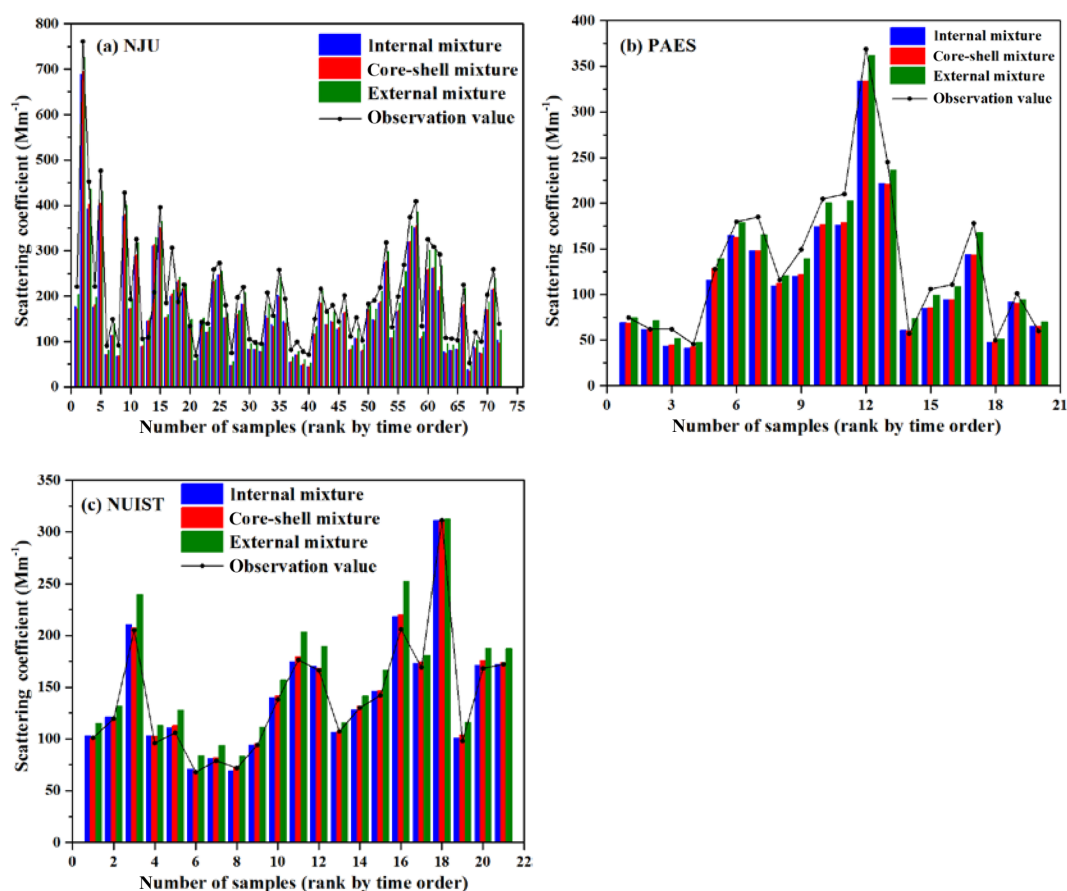 (a) NJU
Internal mixture
Core-shell mixture
External mixture
Observation value
Scattering coefficient (Mm-1)
800
700
600
500
400
300
200
100
0
0 5 10 15 20 25 30 35 40 45 50 55 60 65 70 75
Number of samples (rank by time order)
(b) PAES
Internal mixture
Core-shell mixture
External mixture
Observation value
Scattering coefficient (Mm-1)
400
350
300
250
200
150
100
50
0
0 3 6 9 12 15 18 21
Number of samples (rank by time order)
(c) NUIST
Internal mixture
Core-shell mixture
External mixture
Observation value
Scattering coefficient (Mm-1)
350
300
250
200
150
100
50
0
0 2 4 6 8 10 12 14 16 18 20 22
Number of samples (rank by time order)